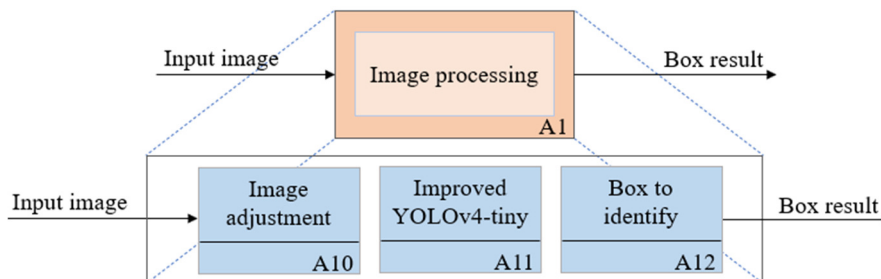 Input image
Image processing
Box result
A1
Input image
Image
adjustment
A10
Improved
YOLOv4-tiny
A11
Box to
identify
A12
Box result